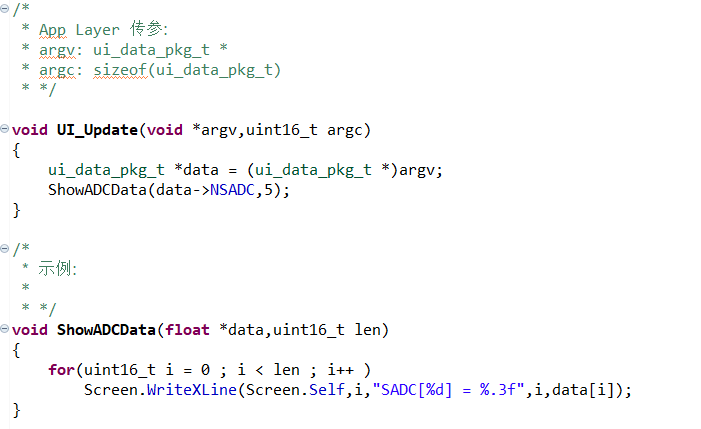 /*
 * App Layer 传参:
 * argv: ui_data_pkg_t *
 * argc: sizeof(ui_data_pkg_t)
 * */
void UI_Update(void *argv,uint16_t argc)
{
    ui_data_pkg_t *data = (ui_data_pkg_t *)argv;
    ShowADCData(data->NSADC,5);
}
/*
 * 示例:
 *
 * */
void ShowADCData(float *data,uint16_t len)
{
    for(uint16_t i = 0 ; i < len ; i++ )
        Screen.WriteXLine(Screen.Self,i,"SADC[%d] = %.3f",i,data[i]);
}